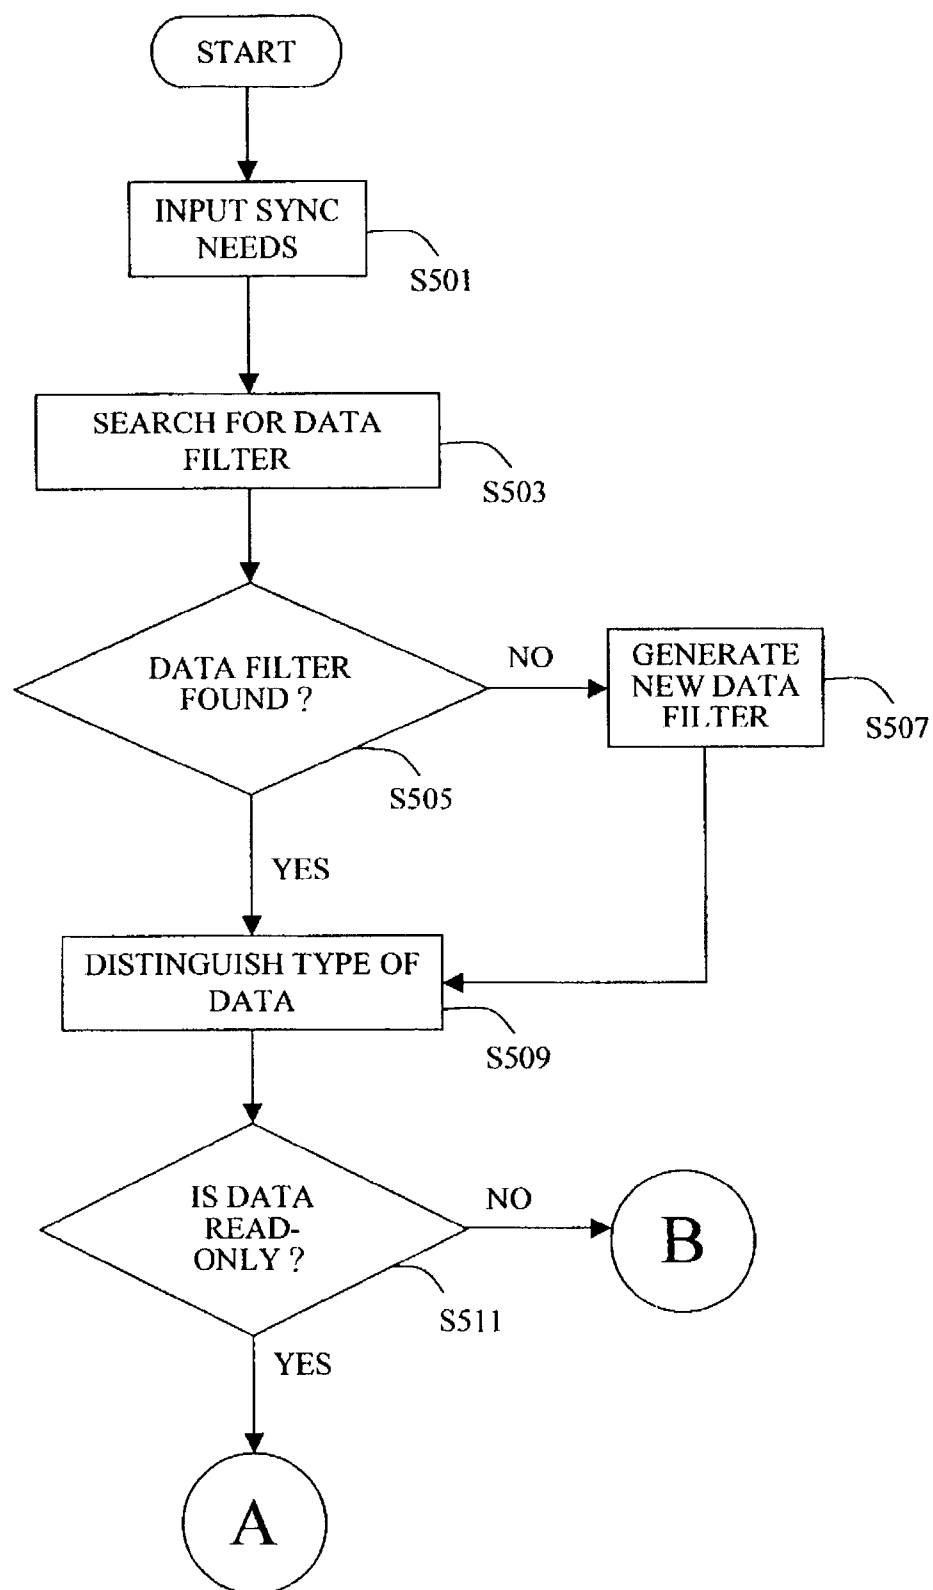 START
INPUT SYNC
NEEDS
S501
SEARCH FOR DATA
FILTER
S503
DATA FILTER
FOUND ?
S505
NO
GENERATE
NEW DATA
FILTER
S507
YES
DISTINGUISH TYPE OF
DATA
S509
IS DATA
READ-
ONLY ?
S511
NO
B
YES
A